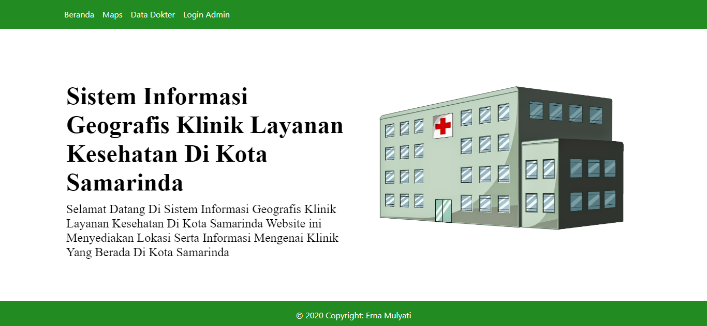 Beranda Maps Data Dokter Login Admin
Sistem Informasi
Geografis Klinik Layanan
Kesehatan Di Kota
Samarinda
Selamat Datang Di Sistem Informasi Geografis Klinik
Layanan Kesehatan Di Kota Samarinda Website ini
Menyediakan Lokasi Serta Informasi Mengenai Klinik
Yang Berada Di Kota Samarinda
© 2020 Copyright: Erna Mulyati